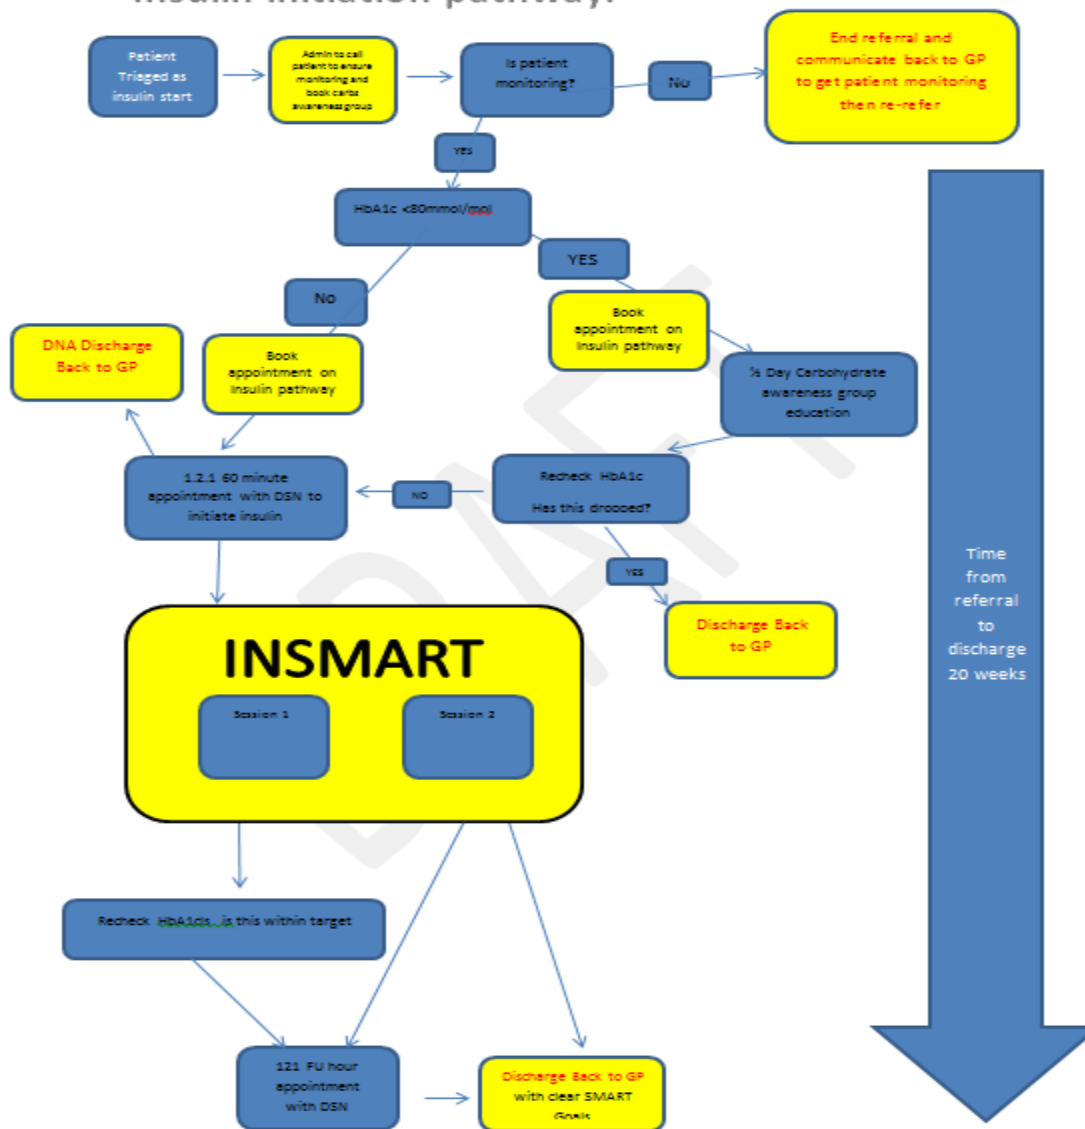 insulin initiation pathway.
Patient
Triaged as
insulin start
Admin to call
patient to ensure
monitoring and
book carbs
awareness group
Is patient
monitoring?
No
End referral and
communicate back to GP
to get patient monitoring
then re-refer
YES
HbA1c <80mmol/mol
YES
No
Book
appointment on
Insulin pathway
DNA Discharge
Back to GP
Book
appointment on
Insulin pathway
½ Day Carbohydrate
awareness group
education
1.2.1 60 minute
appointment with DSN to
initiate insulin
NO
Recheck HbA1c
Has this dropped?
YES
Discharge Back
to GP
Time
from
referral
to
discharge
20 weeks
INSMART
Session 1
Session 2
Recheck HbA1cIs is this within target
121 FU hour
appointment
with DSN
Discharge Back to GP
with clear SMART
Goals
DRAFT